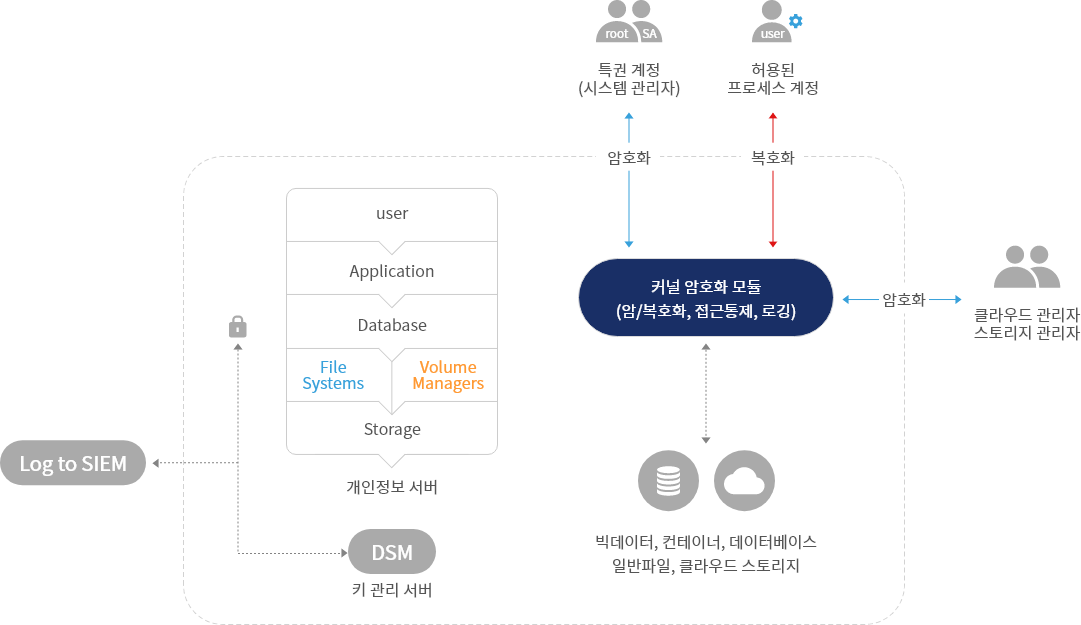 root
SA
user
특권 계정
(시스템 관리자)
허용된
프로세스 계정
암호화
복호화
user
Application
Database
File
Systems
Volume
Managers
Storage
개인정보 서버
커널 암호화 모듈
(암/복호화, 접근통제, 로깅)
암호화
클라우드 관리자
스토리지 관리자
Log to SIEM
DSM
키 관리 서버
빅데이터, 컨테이너, 데이터베이스
일반파일, 클라우드 스토리지